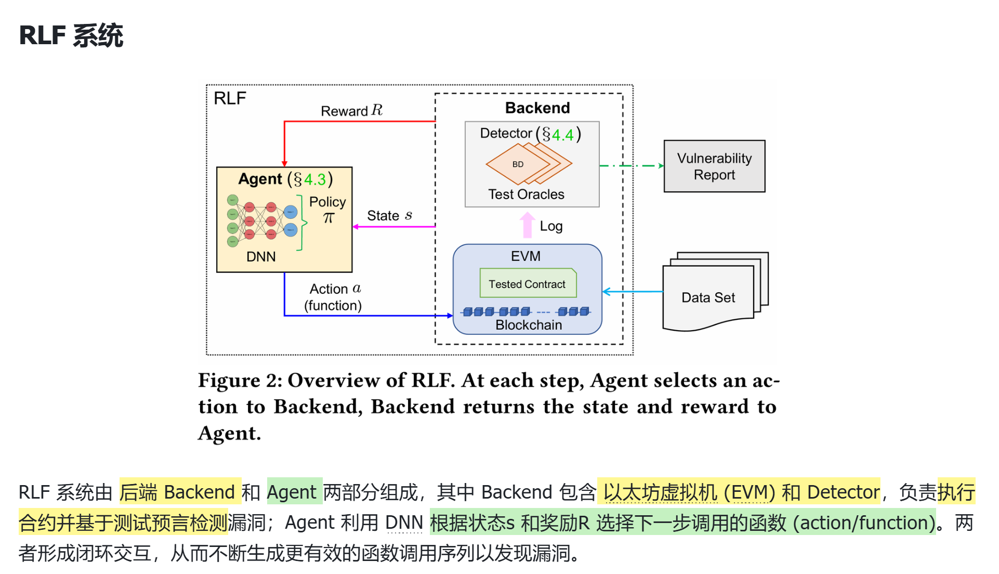 RLF 系统
RLF
Reward R
Backend
Detector (§4.4)
BD
Test Oracles
Vulnerability
Report
Agent (§4.3)
Policy
π
DNN
State s
Log
EVM
Tested Contract
Blockchain
Action a
(function)
Data Set
Figure 2: Overview of RLF. At each step, Agent selects an ac-
tion to Backend, Backend returns the state and reward to
Agent.
RLF 系统由 后端 Backend 和 Agent 两部分组成，其中 Backend 包含 以太坊虚拟机 (EVM) 和 Detector，负责执行
合约并基于测试预言检测漏洞；Agent 利用 DNN 根据状态s 和奖励R 选择下一步调用的函数 (action/function)。两
者形成闭环交互，从而不断生成更有效的函数调用序列以发现漏洞。